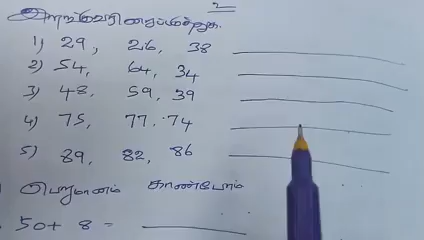 2
1) 29, 26, 38
2) 54, 64, 34
3) 48, 59, 39
4) 75, 77, 74
5) 89, 82, 86
காண்போம்
50 + 8 =